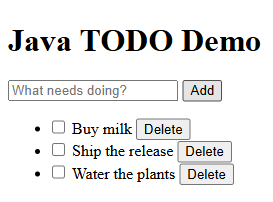 Java TODO Demo
What needs doing? Add
Buy milk Delete
Ship the release Delete
Water the plants Delete